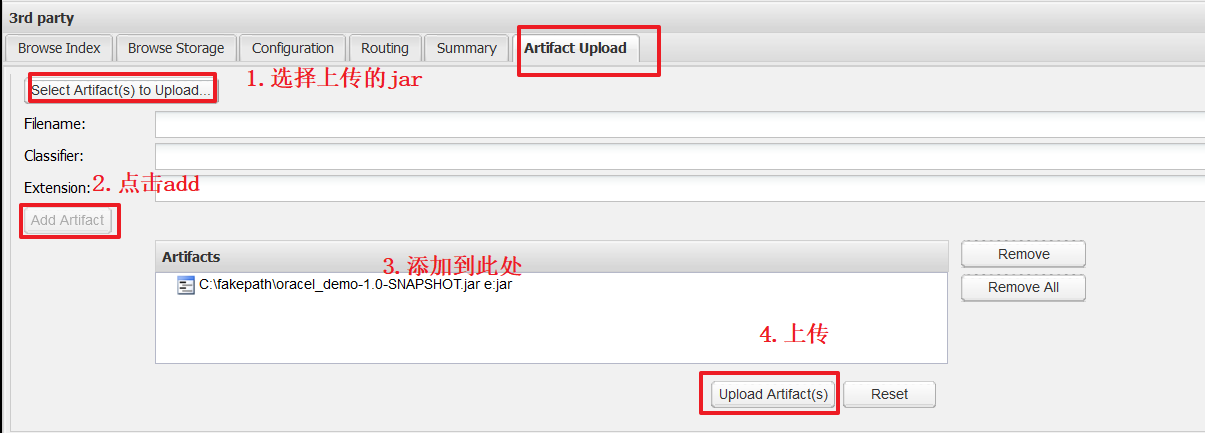 3rd party
Browse Index Browse Storage Configuration Routing Summary Artifact Upload
Select Artifact(s) to Upload...
1.选择上传的jar
Filename:
Classifier:
Extension:
2.点击add
Add Artifact
Artifacts
3.添加到此处
Remove
C:\fakepath\oracel_demo-1.0-SNAPSHOT.jar e:jar
Remove All
4.上传
Upload Artifact(s) Reset